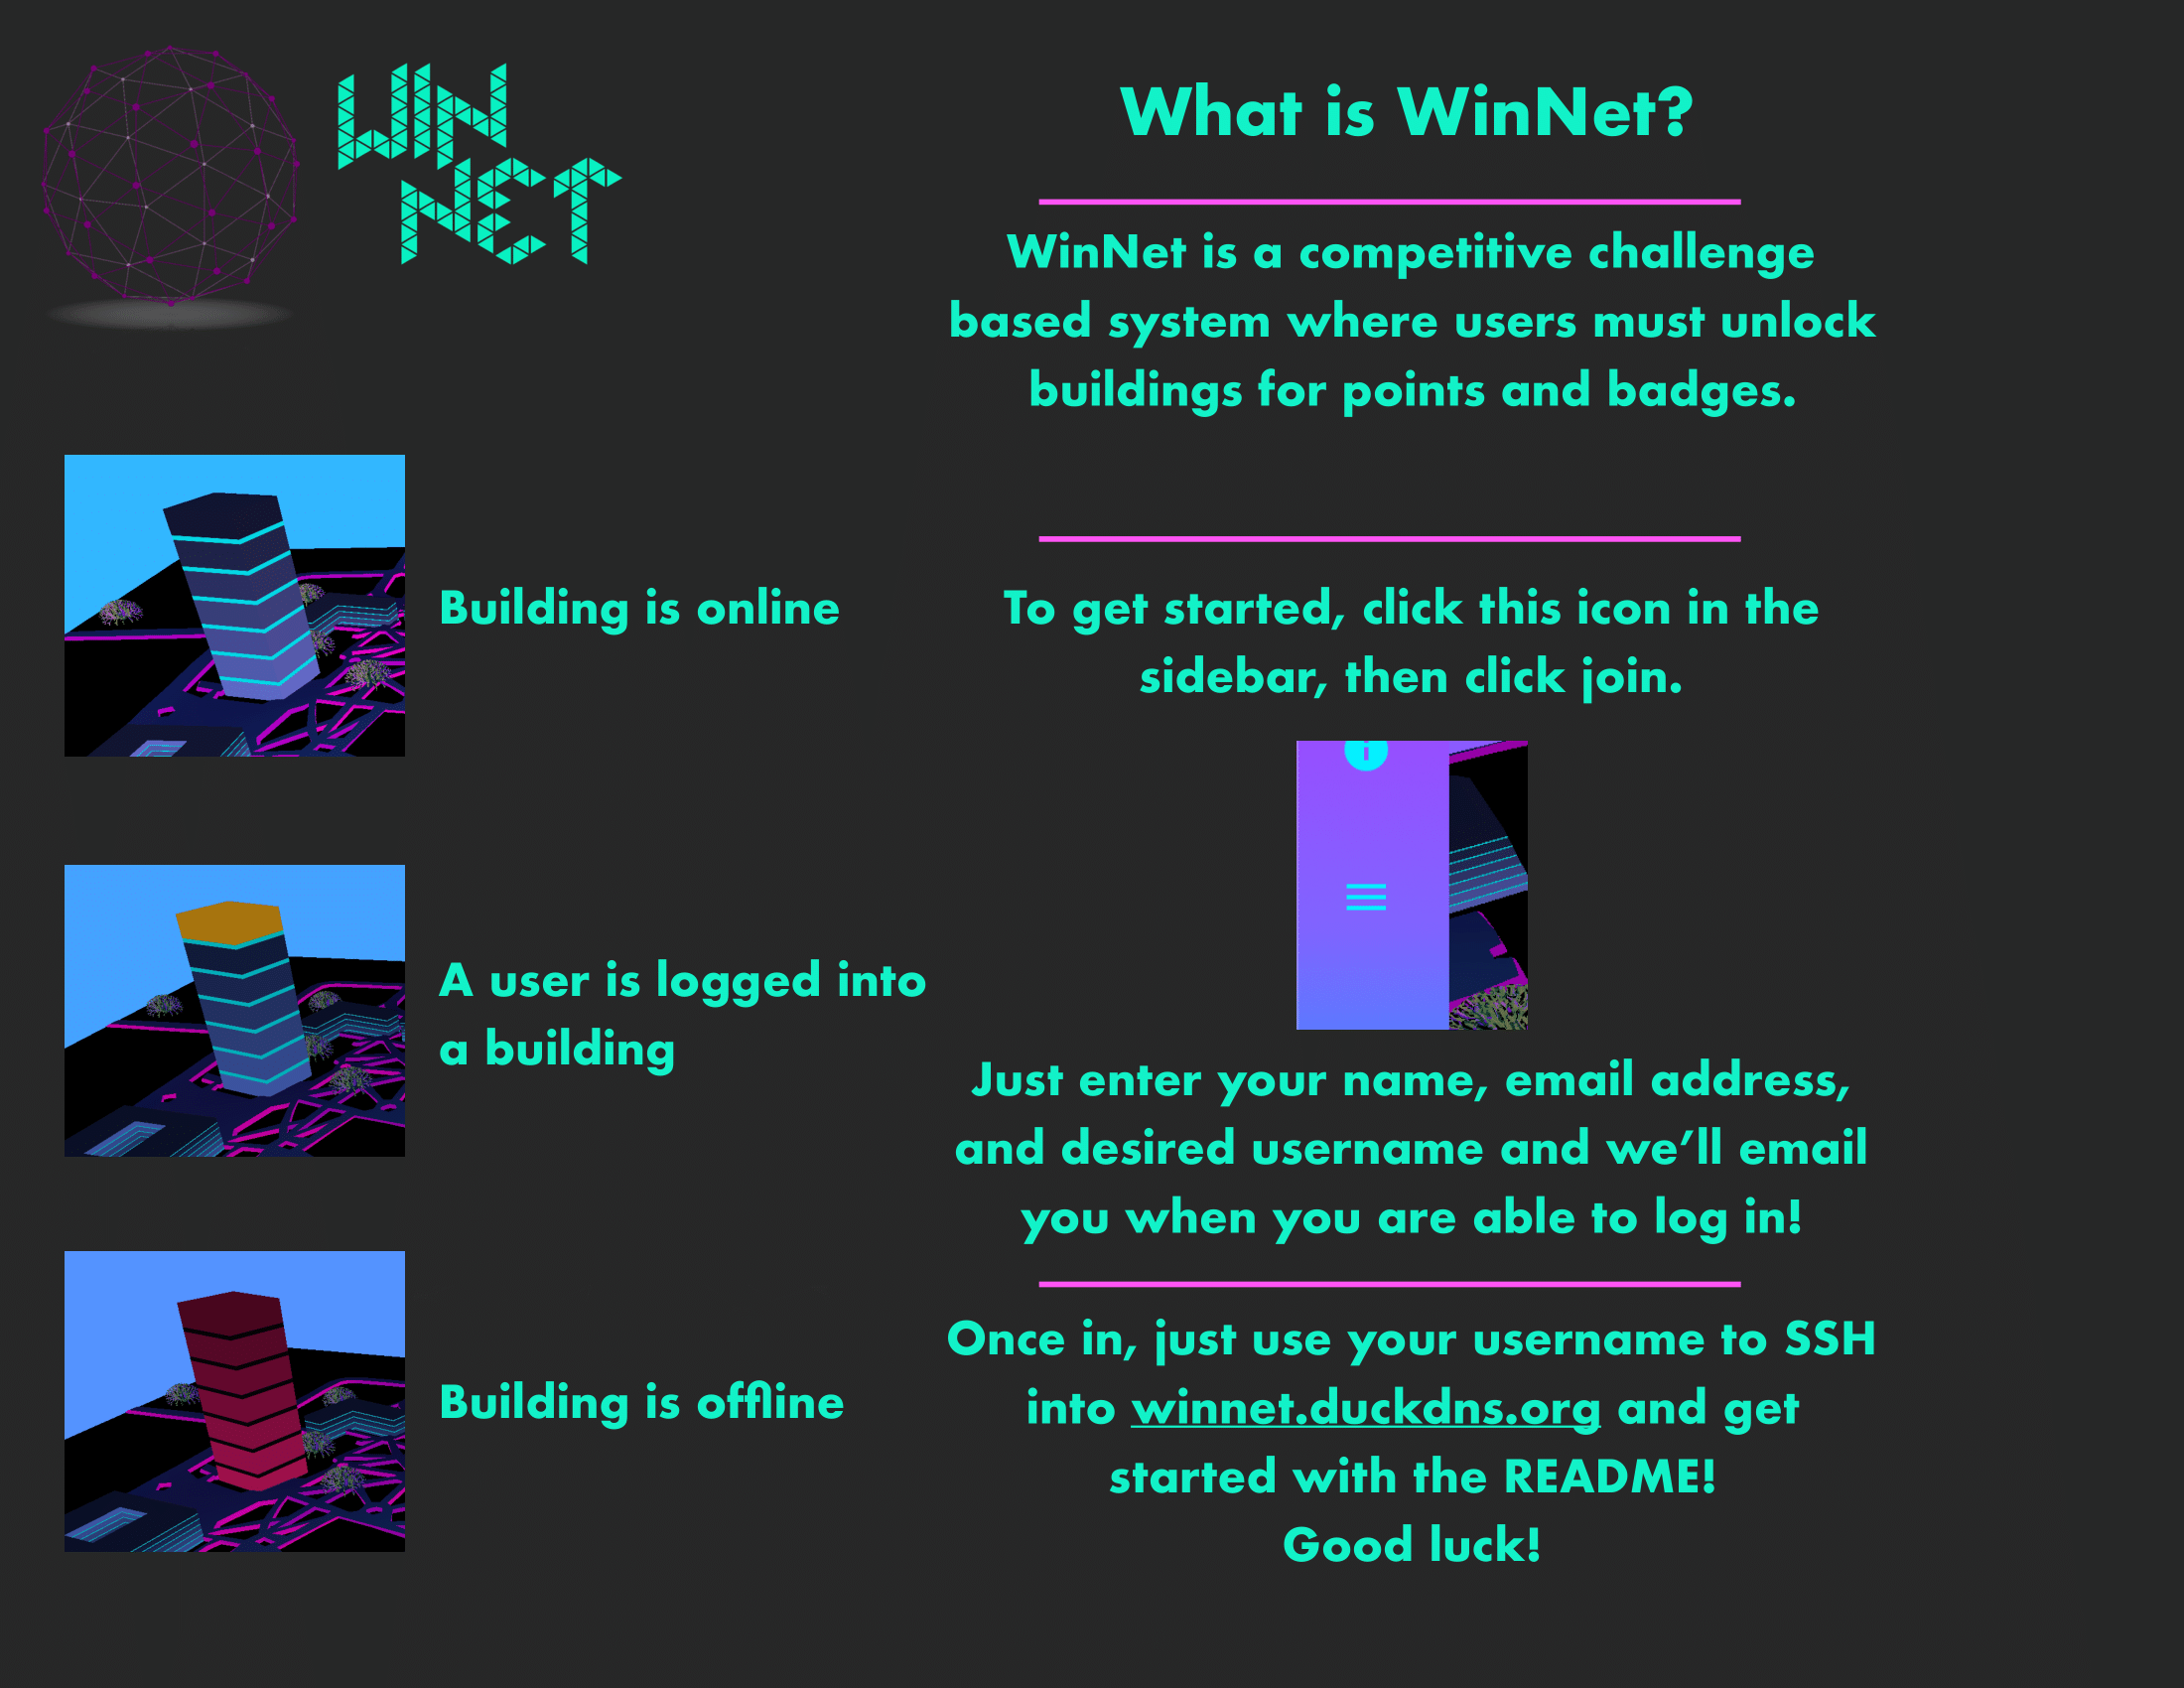 WIN
NET
What is WinNet?
WinNet is a competitive challenge
based system where users must unlock
buildings for points and badges.
Building is online
To get started, click this icon in the
sidebar, then click join.
A user is logged into
a building
Just enter your name, email address,
and desired username and we’ll email
you when you are able to log in!
Building is offline
Once in, just use your username to SSH
into winnet.duckdns.org and get
started with the README!
Good luck!